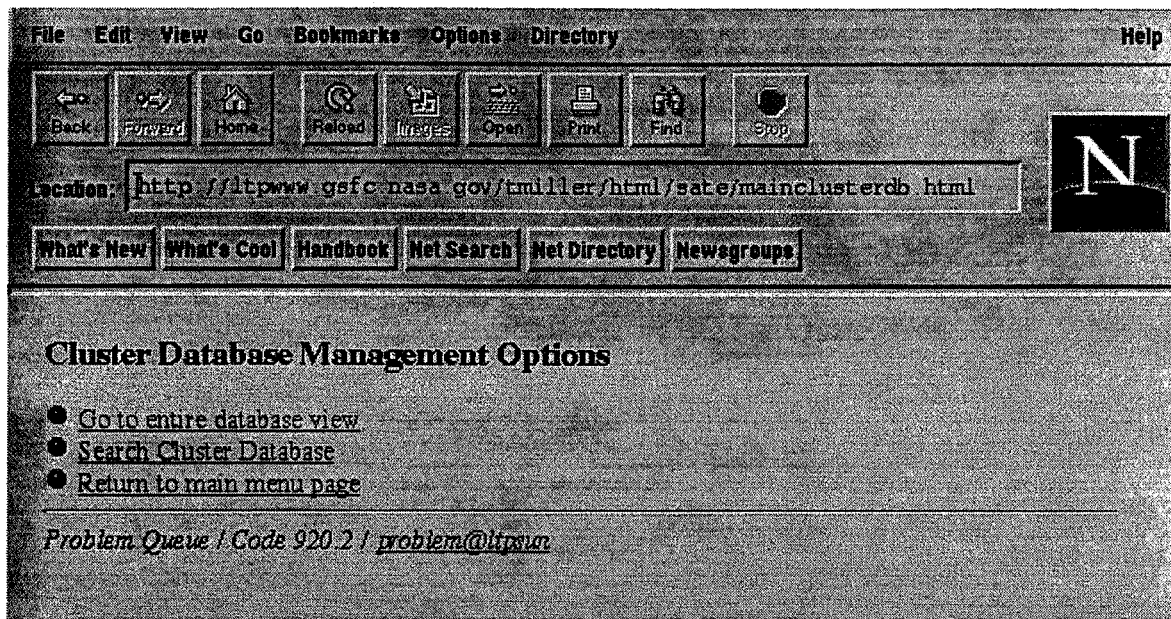 File Edit View Go Bookmarks Options Directory Help
Back Forward Home Reload Images Open Print Find Stop
Location: http://ltpwww.gsfc.nasa.gov/tmiller/html/sate/mainclusterdb.html
N
What's New What's Cool Handbook Net Search Net Directory Newsgroups
Cluster Database Management Options
Go to entire database view
Search Cluster Database
Return to main menu page
Problem Queue / Code 920.2 / problem@ltpsun